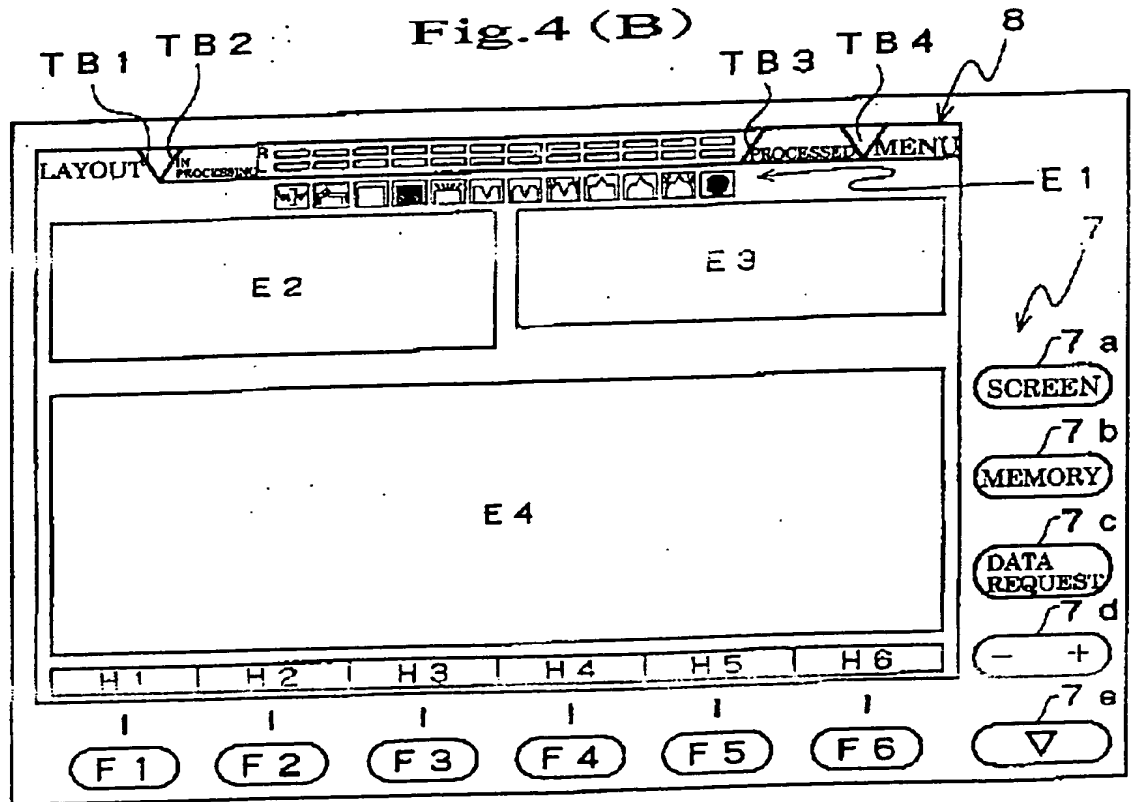 Fig.4 (B)
TB1 TB2 TB3 TB4 8
LAYOUT IN PROCESSING R L PROCESSED MENU
E1
E2 E3 7
7a
SCREEN
7b
MEMORY
E4
7c
DATA
REQUEST
7d
- +
H1 H2 H3 H4 H5 H6
7e
F1 F2 F3 F4 F5 F6 ▽